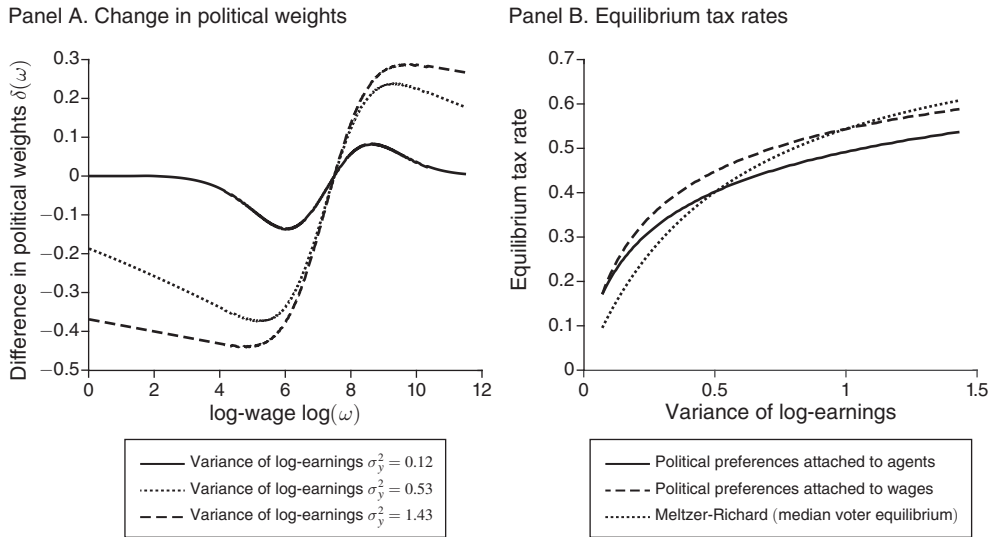 Panel A. Change in political weights
Difference in political weights δ(ω)
0.3
0.2
0.1
0
−0.1
−0.2
−0.3
−0.4
−0.5
0 2 4 6 8 10 12
log-wage log(ω)
Variance of log-earnings σ²_y = 0.12
Variance of log-earnings σ²_y = 0.53
Variance of log-earnings σ²_y = 1.43
Panel B. Equilibrium tax rates
Equilibrium tax rate
0.7
0.6
0.5
0.4
0.3
0.2
0.1
0
0 0.5 1 1.5
Variance of log-earnings
Political preferences attached to agents
Political preferences attached to wages
Meltzer-Richard (median voter equilibrium)